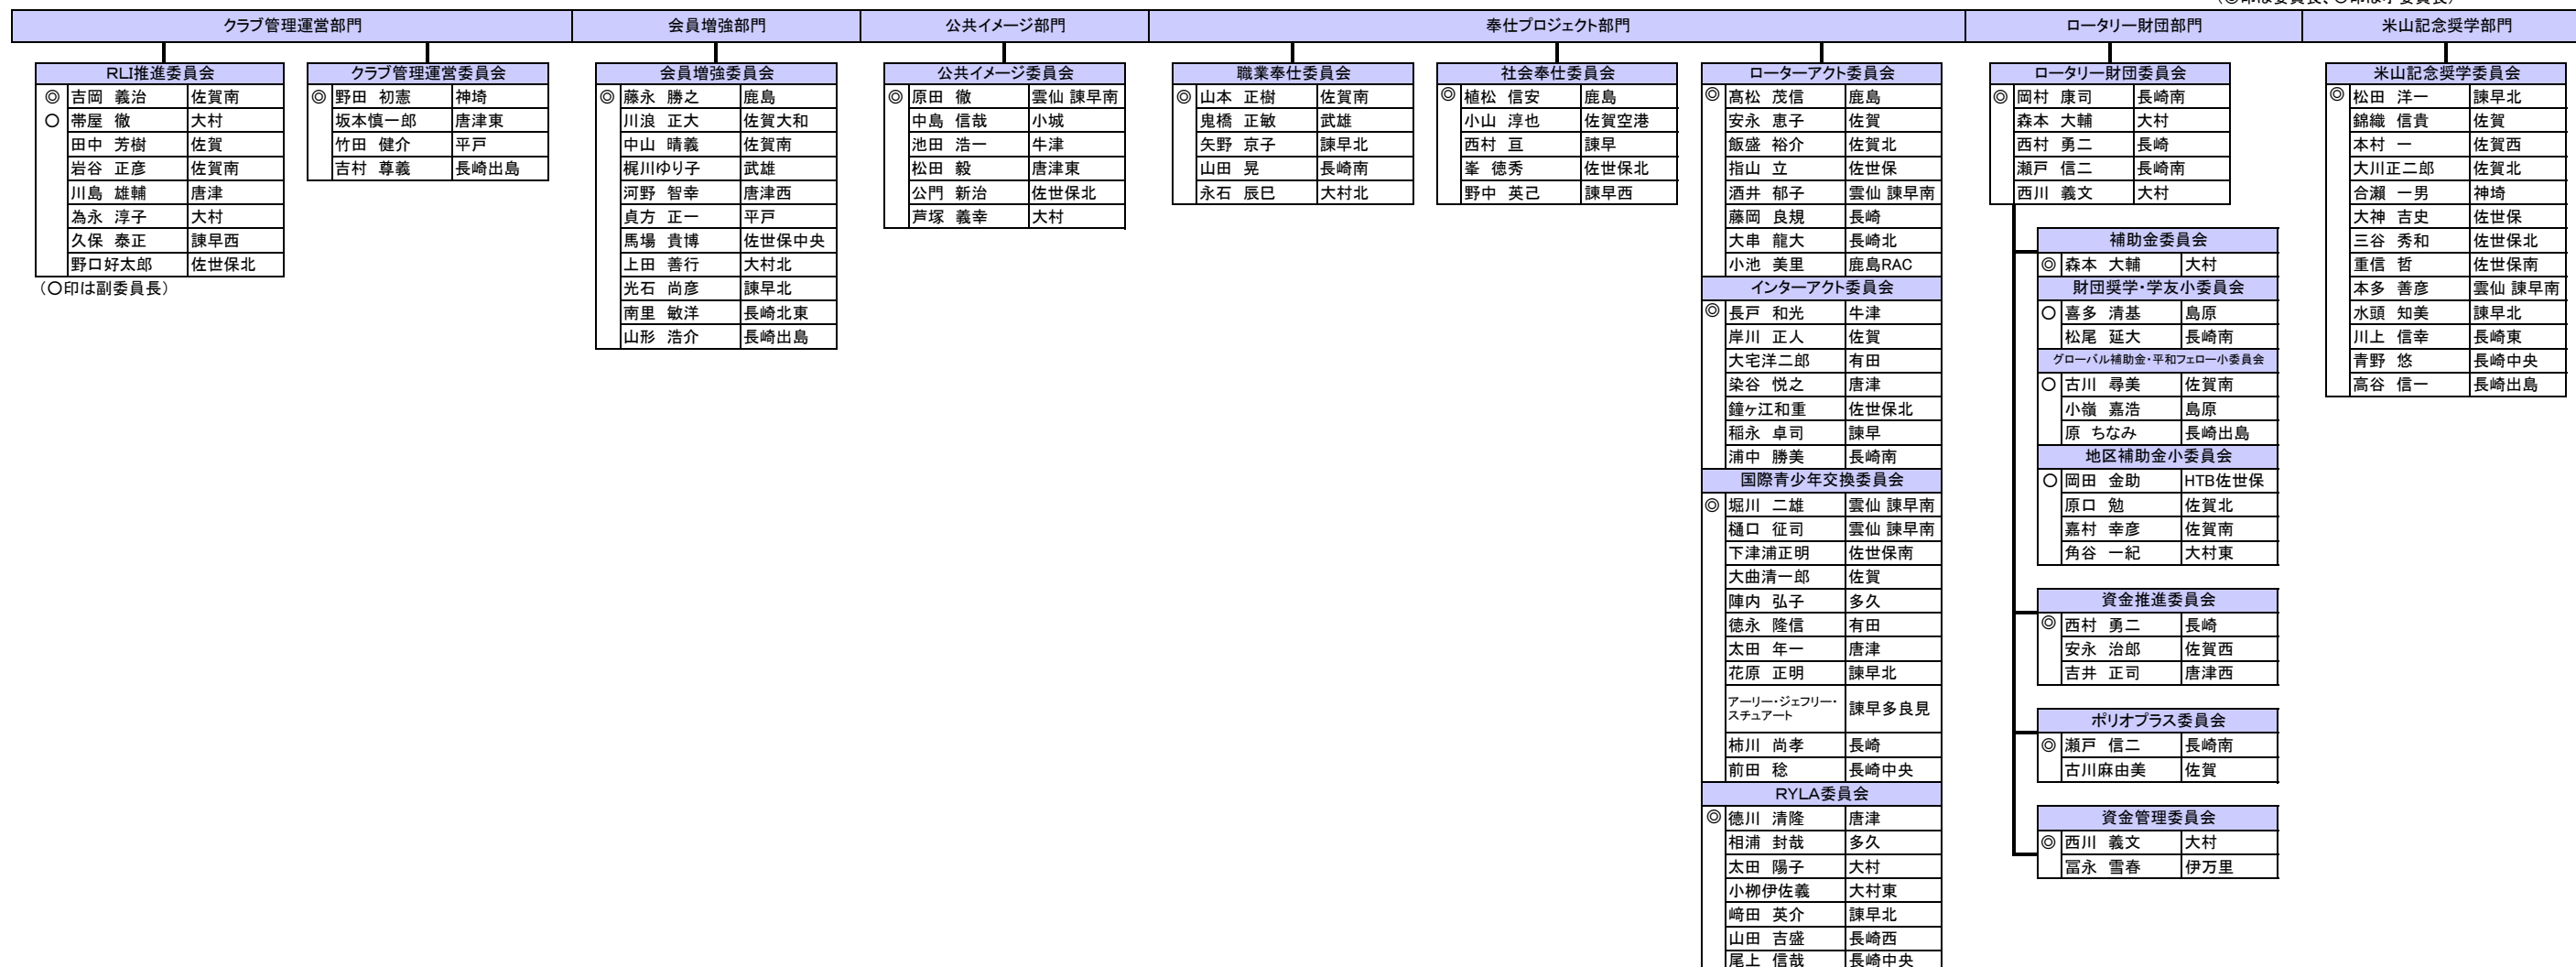 (◎印は委員長、○印は小委員長)
クラブ管理運営部門 会員増強部門 公共イメージ部門 奉仕プロジェクト部門 ロータリー財団部門 米山記念奨学部門
RLI推進委員会
◎ 吉岡 義治 佐賀南
○ 帯屋 徹 大村
田中 芳樹 佐賀
岩谷 正彦 佐賀南
川島 雄輔 唐津
為永 淳子 大村
久保 泰正 諫早西
野口好太郎 佐世保北
(○印は副委員長)
クラブ管理運営委員会
◎ 野田 初憲 神埼
坂本慎一郎 唐津東
竹田 健介 平戸
吉村 尊義 長崎出島
会員増強委員会
◎ 藤永 勝之 鹿島
川浪 正大 佐賀大和
中山 晴義 佐賀南
梶川ゆり子 武雄
河野 智幸 唐津西
貞方 正一 平戸
馬場 貴博 佐世保中央
上田 善行 大村北
光石 尚彦 諫早北
南里 敏洋 長崎北東
山形 浩介 長崎出島
公共イメージ委員会
◎ 原田 徹 雲仙 諫早南
中島 信哉 小城
池田 浩一 牛津
松田 毅 唐津東
公門 新治 佐世保北
芦塚 義幸 大村
職業奉仕委員会
◎ 山本 正樹 佐賀南
鬼橋 正敏 武雄
矢野 京子 諫早北
山田 晃 長崎南
永石 辰巳 大村北
社会奉仕委員会
◎ 植松 信安 鹿島
小山 淳也 佐賀空港
西村 亘 諫早
峯 徳秀 佐世保北
野中 英己 諫早西
ローターアクト委員会
◎ 髙松 茂信 鹿島
安永 恵子 佐賀
飯盛 裕介 佐賀北
指山 立 佐世保
酒井 郁子 雲仙 諫早南
藤岡 良規 長崎
大串 龍大 長崎北
小池 美里 鹿島RAC
インターアクト委員会
◎ 長戸 和光 牛津
岸川 正人 佐賀
大宅洋二郎 有田
染谷 悦之 唐津
鐘ヶ江和重 佐世保北
稲永 卓司 諫早
浦中 勝美 長崎南
国際青少年交換委員会
◎ 堀川 二雄 雲仙 諫早南
樋口 征司 雲仙 諫早南
下津浦正明 佐世保南
大曲清一郎 佐賀
陣内 弘子 多久
徳永 隆信 有田
太田 年一 唐津
花原 正明 諫早北
アーリー・ジェフリー・
スチュアート 諫早多良見
柿川 尚孝 長崎
前田 稔 長崎中央
RYLA委員会
◎ 徳川 清隆 唐津
相浦 封哉 多久
太田 陽子 大村
小栁伊佐義 大村東
﨑田 英介 諫早北
山田 吉盛 長崎西
尾上 信哉 長崎中央
ロータリー財団委員会
◎ 岡村 康司 長崎南
森本 大輔 大村
西村 勇二 長崎
瀬戸 信二 長崎南
西川 義文 大村
補助金委員会
◎ 森本 大輔 大村
財団奨学・学友小委員会
○ 喜多 清基 島原
松尾 延大 長崎南
グローバル補助金・平和フェロー小委員会
○ 古川 尋美 佐賀南
小嶺 嘉浩 島原
原 ちなみ 長崎出島
地区補助金小委員会
○ 岡田 金助 HTB佐世保
原口 勉 佐賀北
嘉村 幸彦 佐賀南
角谷 一紀 大村東
資金推進委員会
◎ 西村 勇二 長崎
安永 治郎 佐賀西
吉井 正司 唐津西
ポリオプラス委員会
◎ 瀬戸 信二 長崎南
古川麻由美 佐賀
資金管理委員会
◎ 西川 義文 大村
冨永 雪春 伊万里
米山記念奨学委員会
◎ 松田 洋一 諫早北
錦織 信貴 佐賀
本村 一 佐賀西
大川正二郎 佐賀北
合瀬 一男 神埼
大神 吉史 佐世保
三谷 秀和 佐世保北
重信 哲 佐世保南
本多 善彦 雲仙 諫早南
水頭 知美 諫早北
川上 信幸 長崎東
青野 悠 長崎中央
高谷 信一 長崎出島